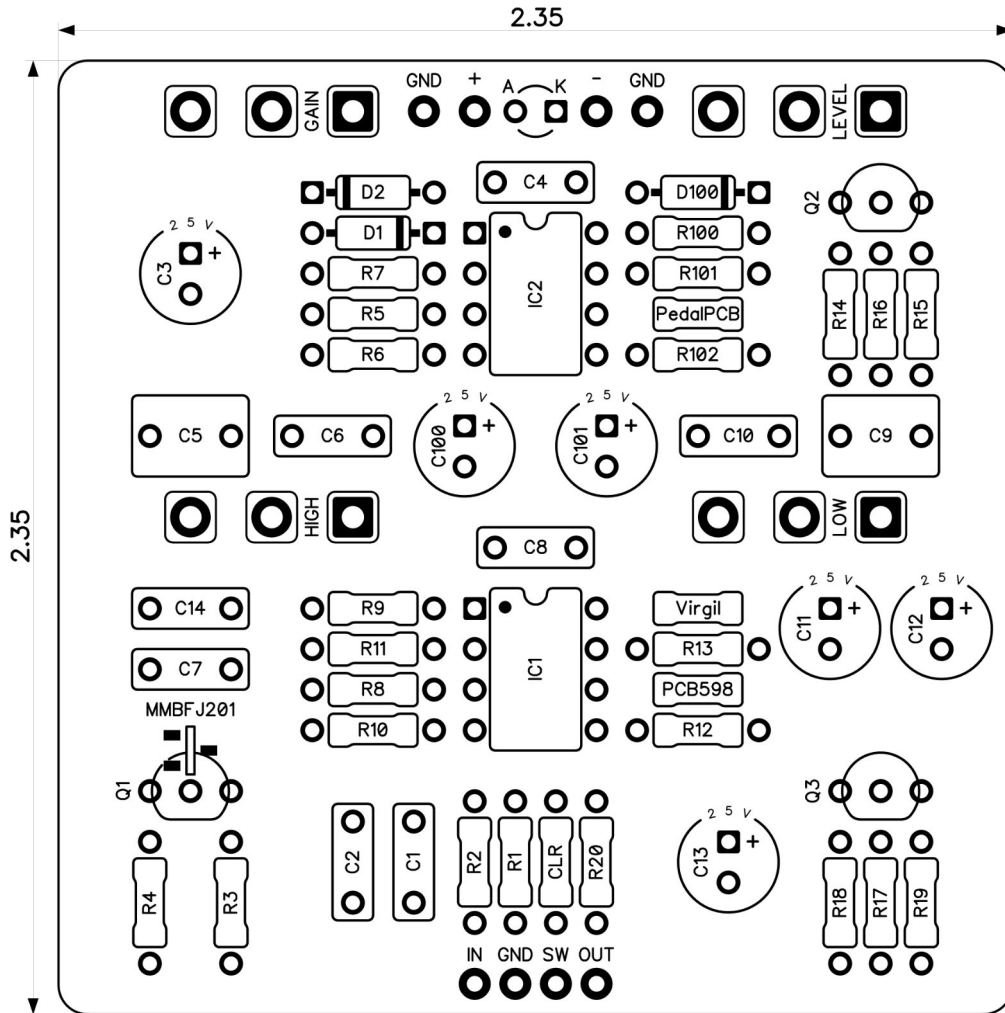 2.35
GND + A K - GND
GAIN
LEVEL
D2
C4
D100
Q2
D1
R100
2 5 V
+
C3
R7
IC2
R101
R14
R16
R15
R5
PedalPCB
R6
R102
2 5 V
2 5 V
C5
C6
+
C100
+
C101
C10
C9
2.35
HIGH
LOW
C8
2 5 V
2 5 V
C14
R9
Virgil
+
C11
+
C12
R11
IC1
R13
C7
R8
PCB598
MMBFJ201
R10
R12
Q1
Q3
2 5 V
+
C13
R4
R3
C2
C1
R2
R1
CLR
R20
R18
R17
R19
IN GND SW OUT